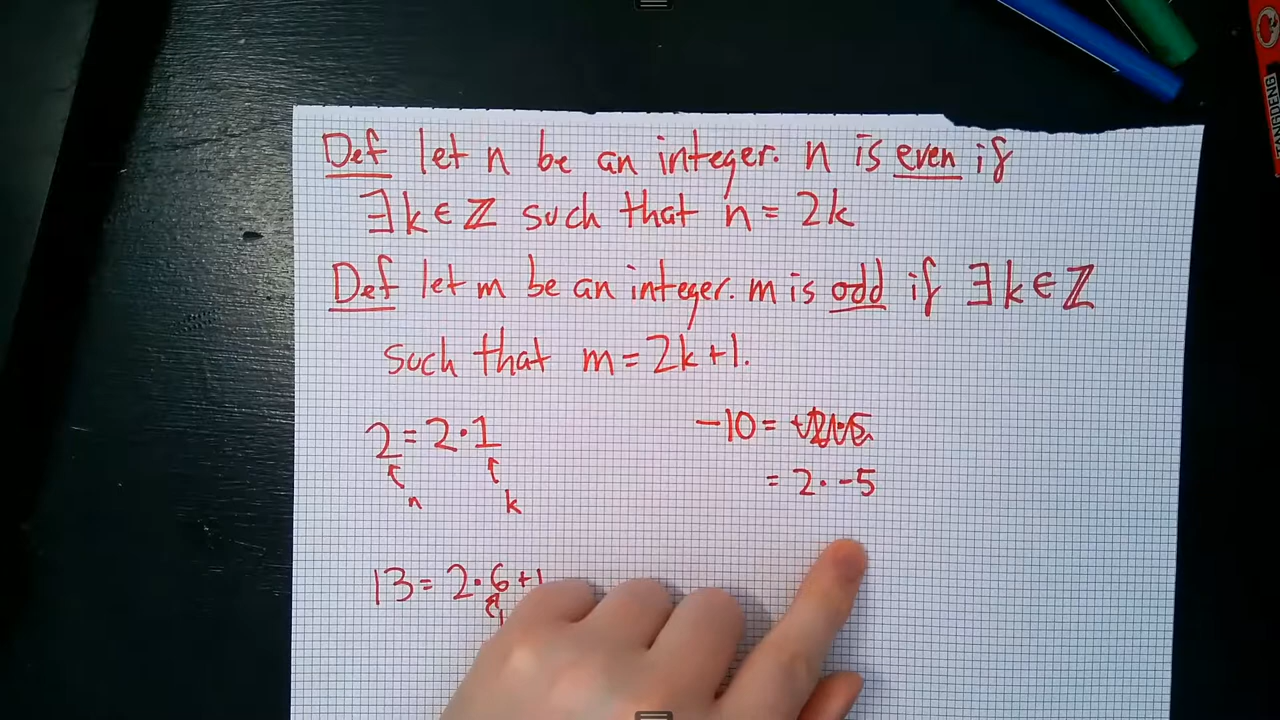 Def let n be an integer. n is even if
∃k∈ℤ such that n = 2k
Def let m be an integer. m is odd if ∃k∈ℤ
such that m = 2k+1.
2 = 2·1
n k
13 = 2·6+1
-10 =
= 2·-5